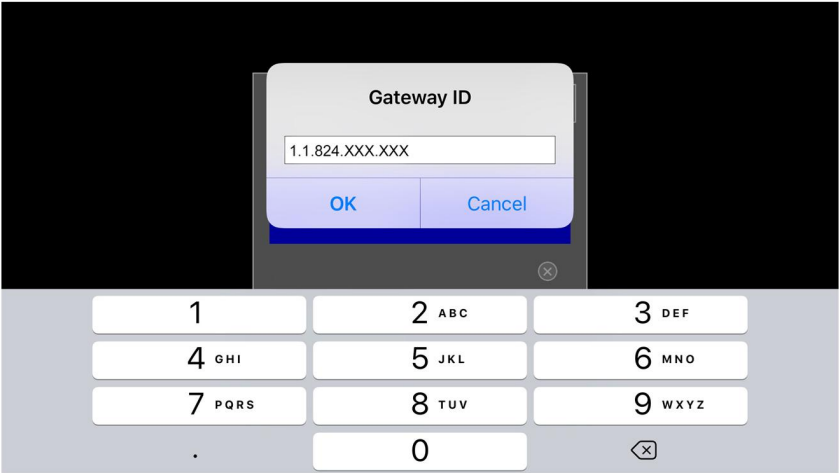 Gateway ID
1.1.824.XXX.XXX
OK Cancel
1 2 ABC 3 DEF
4 GHI 5 JKL 6 MNO
7 PQRS 8 TUV 9 WXYZ
. 0